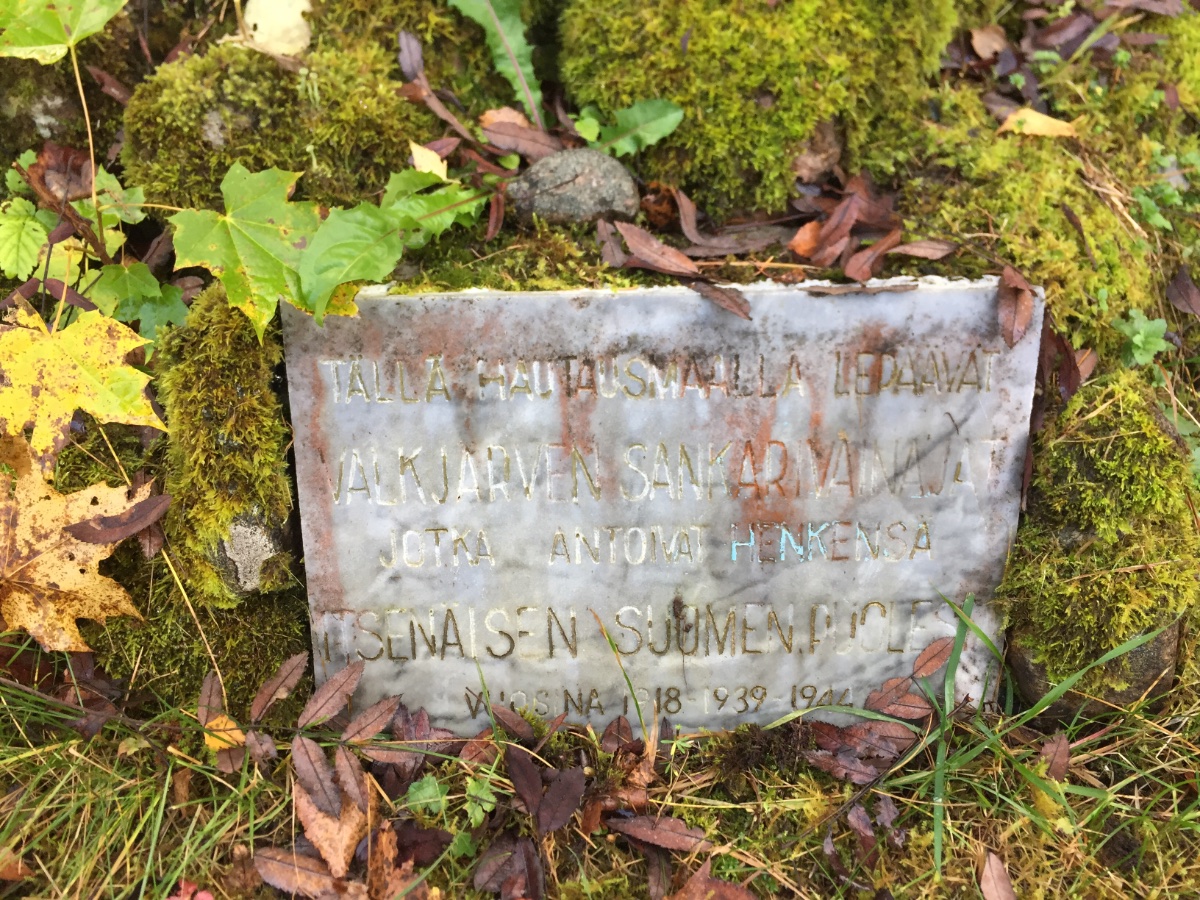 TÄLLÄ HAUTAUSMAALLA LEPÄÄVÄT
VALKJÄRVEN SANKARIVAINAJAT
JOTKA ANTOIVAT HENKENSÄ
ITSENÄISEN SUOMEN PUOLESTA
VUOSINA 1918-1939-1944